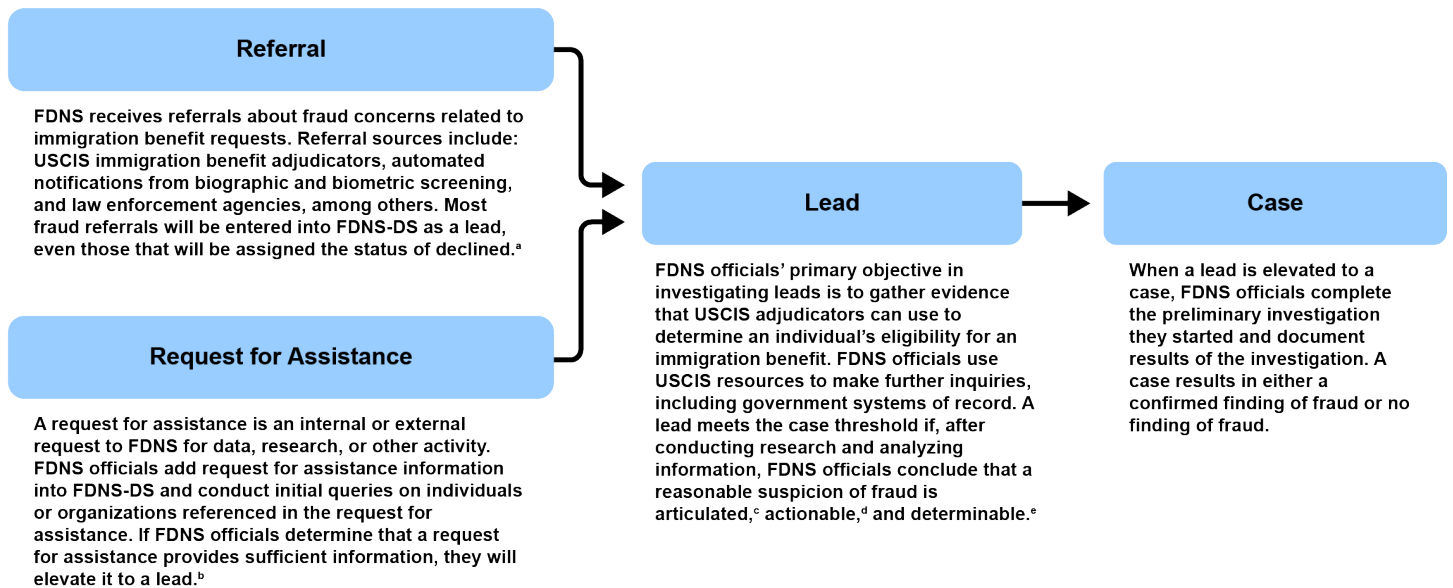 Referral
FDNS receives referrals about fraud concerns related to
immigration benefit requests. Referral sources include:
USCIS immigration benefit adjudicators, automated
notifications from biographic and biometric screening,
and law enforcement agencies, among others. Most
fraud referrals will be entered into FDNS-DS as a lead,
even those that will be assigned the status of declined.ᵃ
Request for Assistance
A request for assistance is an internal or external
request to FDNS for data, research, or other activity.
FDNS officials add request for assistance information
into FDNS-DS and conduct initial queries on individuals
or organizations referenced in the request for
assistance. If FDNS officials determine that a request
for assistance provides sufficient information, they will
elevate it to a lead.ᵇ
Lead
FDNS officials’ primary objective in
investigating leads is to gather evidence
that USCIS adjudicators can use to
determine an individual’s eligibility for an
immigration benefit. FDNS officials use
USCIS resources to make further inquiries,
including government systems of record. A
lead meets the case threshold if, after
conducting research and analyzing
information, FDNS officials conclude that a
reasonable suspicion of fraud is
articulated,ᶜ actionable,ᵈ and determinable.ᵉ
Case
When a lead is elevated to a
case, FDNS officials complete
the preliminary investigation
they started and document
results of the investigation. A
case results in either a
confirmed finding of fraud or no
finding of fraud.